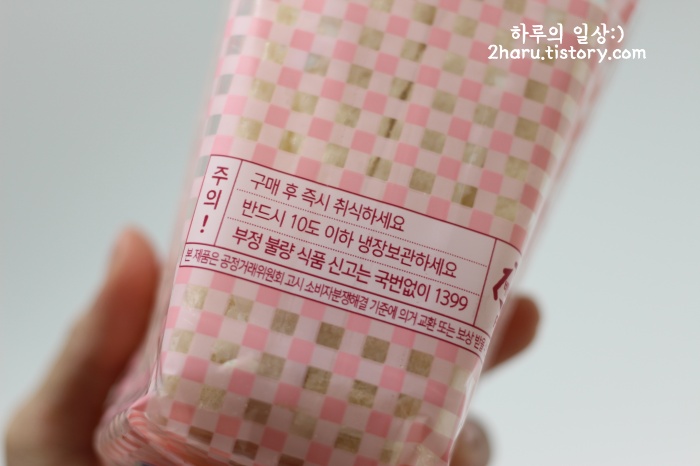 하루의 일상:)
2haru.tistory.com
주의!
구매 후 즉시 취식하세요
반드시 10도 이하 냉장보관하세요
부정 불량 식품 신고는 국번없이 1399
본 제품은 공정거래위원회 고시 소비자분쟁해결 기준에 의거 교환 또는 보상 받을